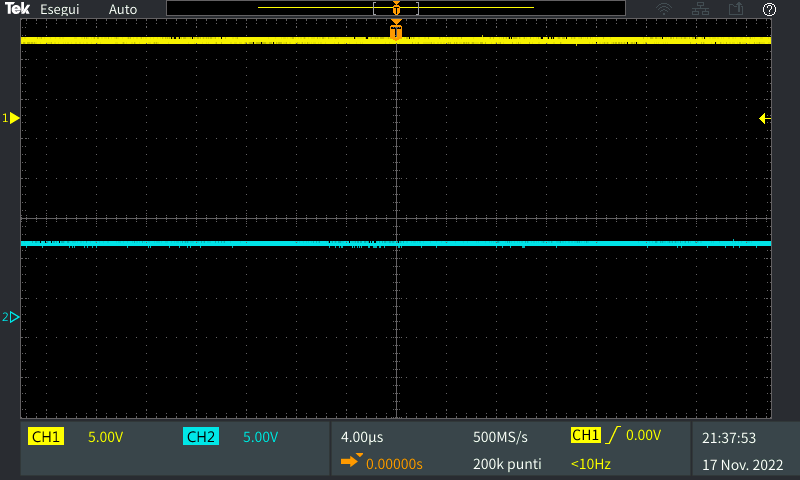 Tek Esegui Auto
T
T
1
2
CH1 5.00V CH2 5.00V 4.00µs 500MS/s CH1 0.00V 21:37:53
0.00000s 200k punti <10Hz 17 Nov. 2022